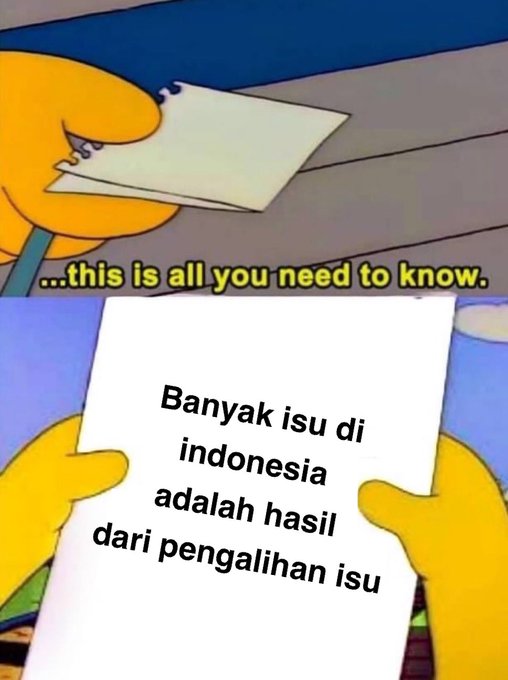 ...this is all you need to know.
Banyak isu di
indonesia
adalah hasil
dari pengalihan isu